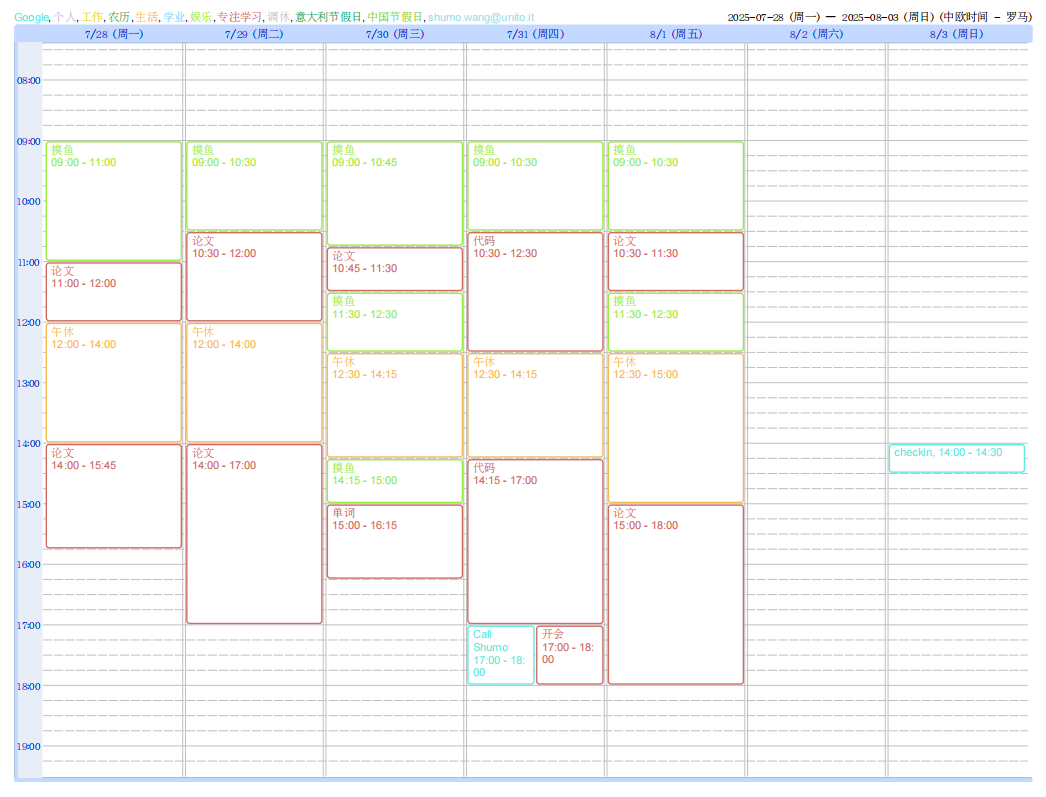 Google, 个人, 工作, 农历, 生活, 学业, 娱乐, 专注学习, 调休, 意大利节假日, 中国节假日, shumo.wang@unito.it
2025-07-28 (周一) — 2025-08-03 (周日) (中欧时间 - 罗马)
7/28 (周一)
7/29 (周二)
7/30 (周三)
7/31 (周四)
8/1 (周五)
8/2 (周六)
8/3 (周日)
08:00
09:00
10:00
11:00
12:00
13:00
14:00
15:00
16:00
17:00
18:00
19:00
摸鱼
09:00 - 11:00
论文
11:00 - 12:00
午休
12:00 - 14:00
论文
14:00 - 15:45
摸鱼
09:00 - 10:30
论文
10:30 - 12:00
午休
12:00 - 14:00
论文
14:00 - 17:00
摸鱼
09:00 - 10:45
论文
10:45 - 11:30
摸鱼
11:30 - 12:30
午休
12:30 - 14:15
摸鱼
14:15 - 15:00
单词
15:00 - 16:15
摸鱼
09:00 - 10:30
代码
10:30 - 12:30
午休
12:30 - 14:15
代码
14:15 - 17:00
Call
Shumo
17:00 - 18:
00
开会
17:00 - 18:
00
摸鱼
09:00 - 10:30
论文
10:30 - 11:30
摸鱼
11:30 - 12:30
午休
12:30 - 15:00
论文
15:00 - 18:00
checkin, 14:00 - 14:30